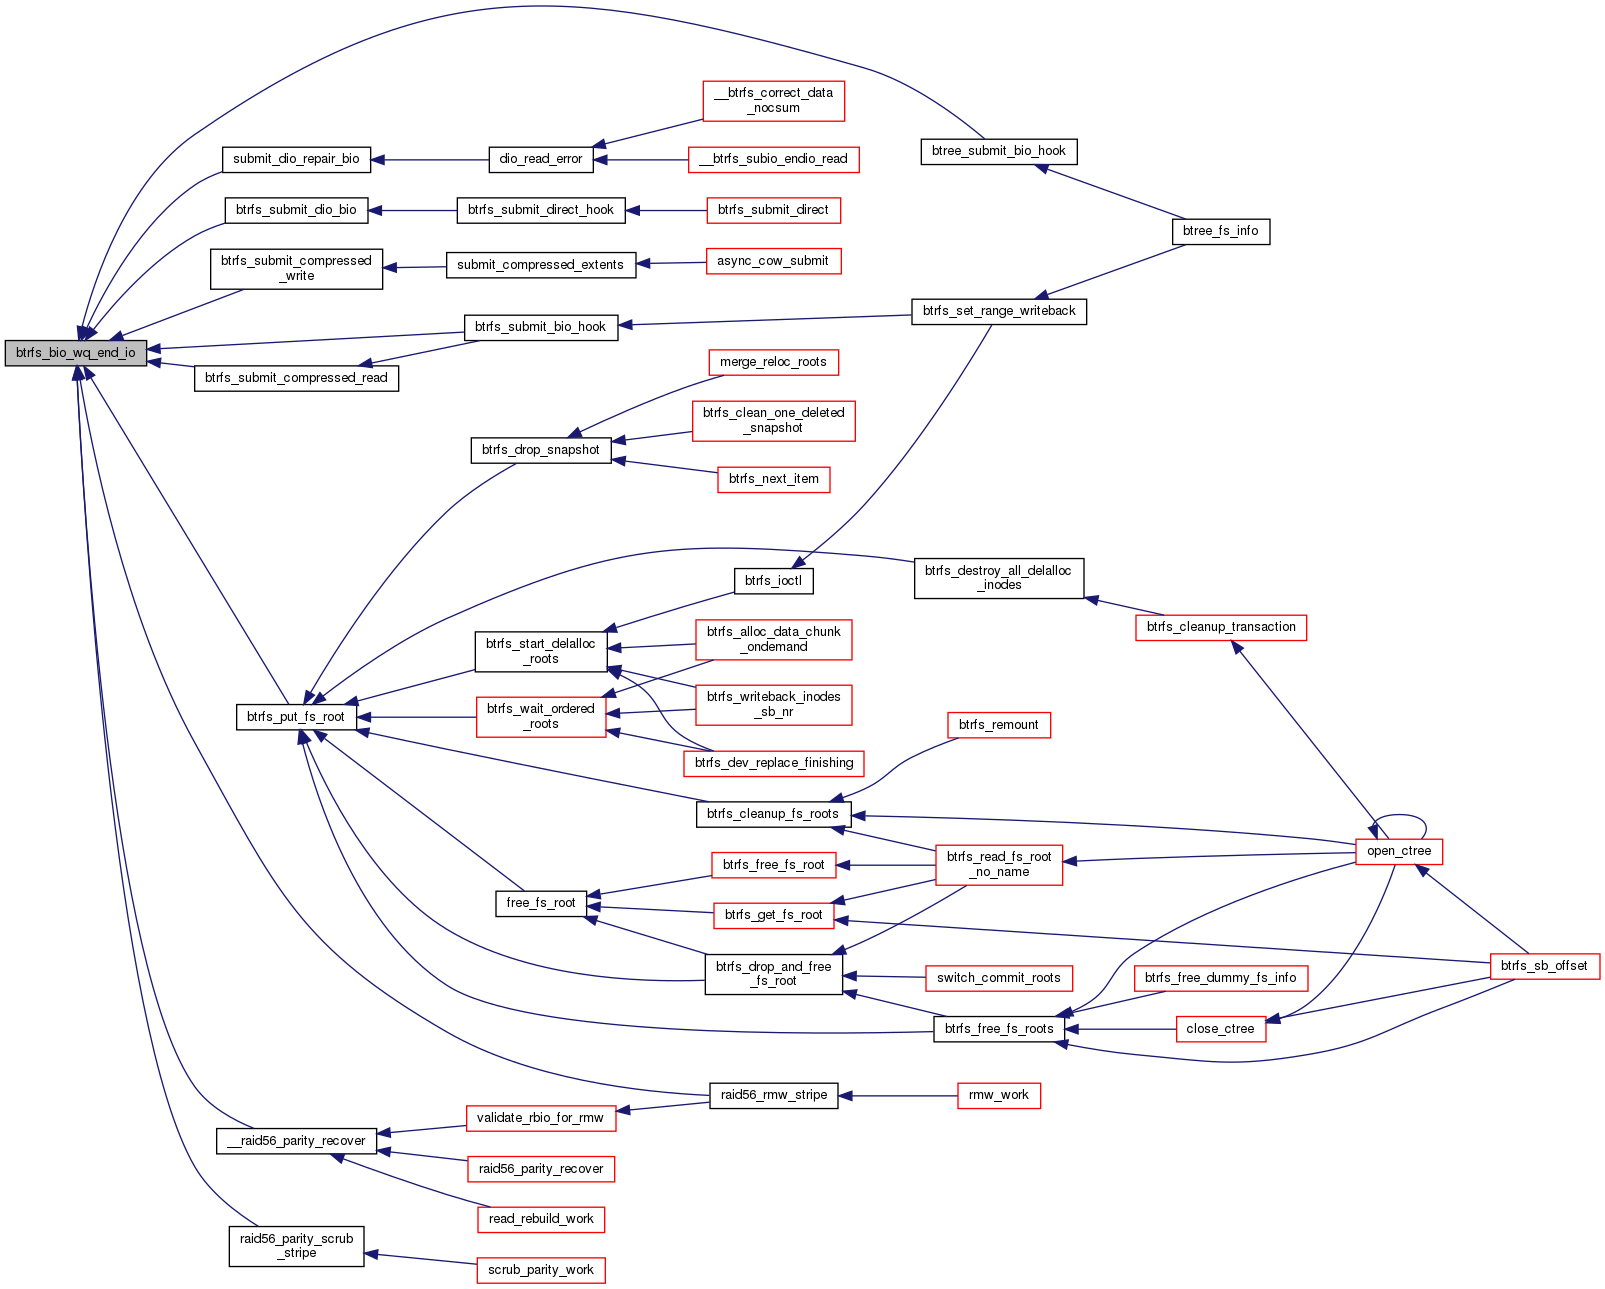 __btrfs_correct_data
_nocsum
btree_submit_bio_hook
submit_dio_repair_bio
dio_read_error
__btrfs_subio_endio_read
btrfs_submit_dio_bio
btrfs_submit_direct_hook
btrfs_submit_direct
btree_fs_info
btrfs_submit_compressed
_write
submit_compressed_extents
async_cow_submit
btrfs_set_range_writeback
btrfs_submit_bio_hook
btrfs_bio_wq_end_io
btrfs_submit_compressed_read
merge_reloc_roots
btrfs_clean_one_deleted
_snapshot
btrfs_drop_snapshot
btrfs_next_item
btrfs_ioctl
btrfs_destroy_all_delalloc
_inodes
btrfs_cleanup_transaction
btrfs_start_delalloc
_roots
btrfs_alloc_data_chunk
_ondemand
btrfs_put_fs_root
btrfs_wait_ordered
_roots
btrfs_writeback_inodes
_sb_nr
btrfs_remount
btrfs_dev_replace_finishing
btrfs_cleanup_fs_roots
open_ctree
btrfs_free_fs_root
btrfs_read_fs_root
_no_name
free_fs_root
btrfs_get_fs_root
btrfs_drop_and_free
_fs_root
switch_commit_roots
btrfs_free_dummy_fs_info
btrfs_sb_offset
btrfs_free_fs_roots
close_ctree
raid56_rmw_stripe
rmw_work
validate_rbio_for_rmw
__raid56_parity_recover
raid56_parity_recover
read_rebuild_work
raid56_parity_scrub
_stripe
scrub_parity_work